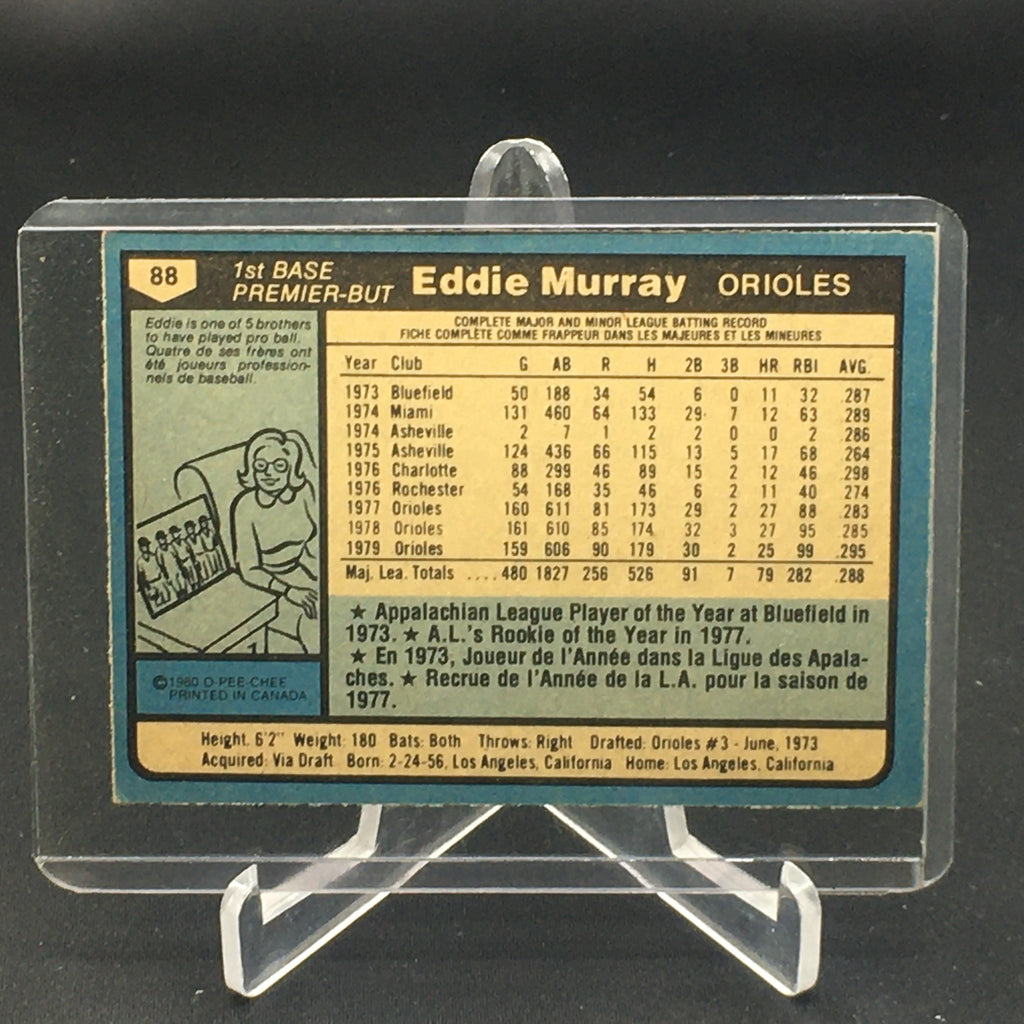 88 1st BASE Eddie Murray ORIOLES
PREMIER-BUT
Eddie is one of 5 brothers
to have played pro ball.
Quatre de ses frères ont
été joueurs profession-
nels de baseball.
©1980 O-PEE-CHEE
PRINTED IN CANADA
COMPLETE MAJOR AND MINOR LEAGUE BATTING RECORD
FICHE COMPLÈTE COMME FRAPPEUR DANS LES MAJEURES ET LES MINEURES
Year Club G AB R H 2B 3B HR RBI AVG.
1973 Bluefield 50 188 34 54 6 0 11 32 .287
1974 Miami 131 460 64 133 29 7 12 63 .289
1974 Asheville 2 7 1 2 2 0 0 2 .286
1975 Asheville 124 436 66 115 13 5 17 68 .264
1976 Charlotte 88 299 46 89 15 2 12 46 .298
1976 Rochester 54 168 35 46 6 2 11 40 .274
1977 Orioles 160 611 81 173 29 2 27 88 .283
1978 Orioles 161 610 85 174 32 3 27 95 .285
1979 Orioles 159 606 90 179 30 2 25 99 .295
Maj. Lea. Totals .... 480 1827 256 526 91 7 79 282 .288
★ Appalachian League Player of the Year at Bluefield in
1973. ★ A.L.'s Rookie of the Year in 1977.
★ En 1973, Joueur de l'Année dans la Ligue des Apala-
ches. ★ Recrue de l'Année de la L.A. pour la saison de
1977.
Height: 6'2" Weight: 180 Bats: Both Throws: Right Drafted: Orioles #3 - June, 1973
Acquired: Via Draft Born: 2-24-56, Los Angeles, California Home: Los Angeles, California